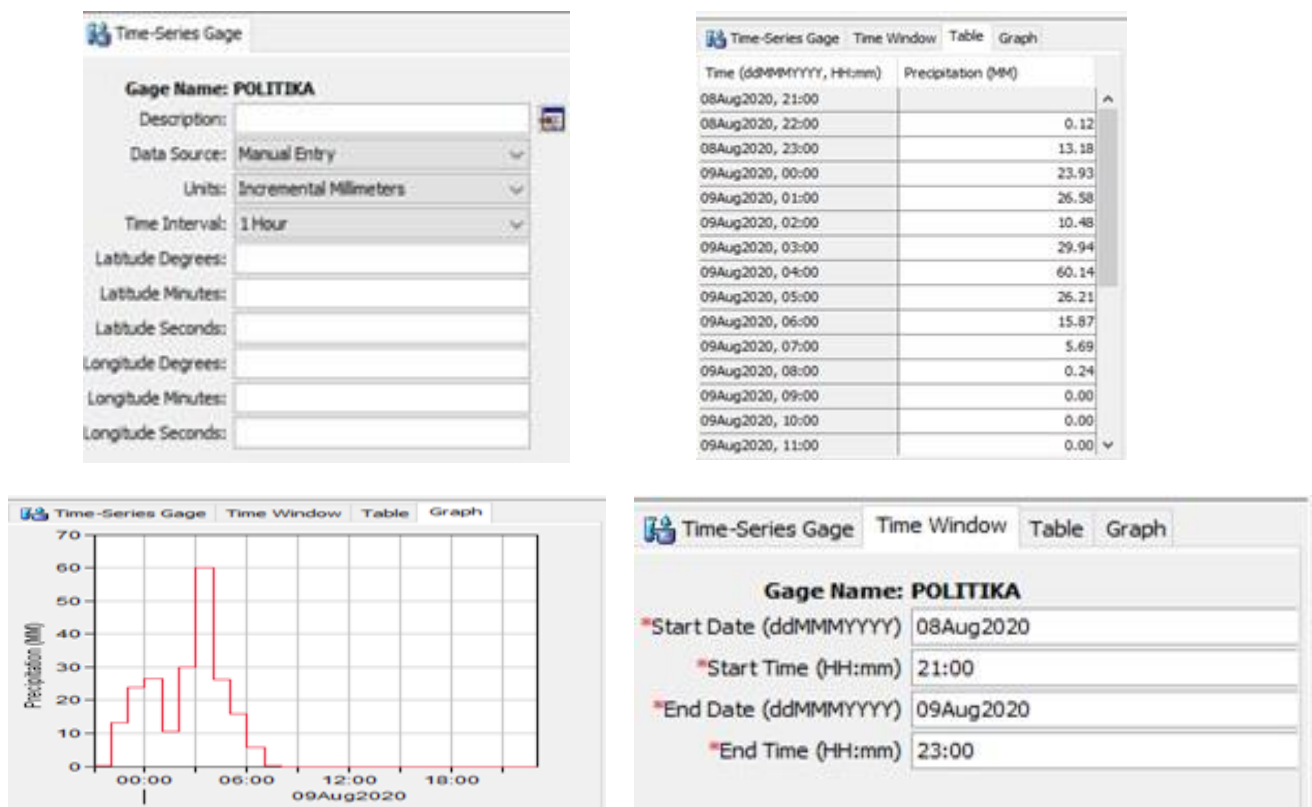 Time-Series Gage
Gage Name: POLITIKA
Description:
Data Source: Manual Entry
Units: Incremental Millimeters
Time Interval: 1 Hour
Latitude Degrees:
Latitude Minutes:
Latitude Seconds:
Longitude Degrees:
Longitude Minutes:
Longitude Seconds:
Time-Series Gage Time Window Table Graph
Time (ddMMMYYYY, HH:mm) Precipitation (MM)
08Aug2020, 21:00
08Aug2020, 22:00 0.12
08Aug2020, 23:00 13.18
09Aug2020, 00:00 23.93
09Aug2020, 01:00 26.58
09Aug2020, 02:00 10.48
09Aug2020, 03:00 29.94
09Aug2020, 04:00 60.14
09Aug2020, 05:00 26.21
09Aug2020, 06:00 15.87
09Aug2020, 07:00 5.69
09Aug2020, 08:00 0.24
09Aug2020, 09:00 0.00
09Aug2020, 10:00 0.00
09Aug2020, 11:00 0.00
Time-Series Gage Time Window Table Graph
70
60
50
40
30
20
10
0
Precipitation (MM)
00:00 06:00 12:00 18:00
09Aug2020
Time-Series Gage Time Window Table Graph
Gage Name: POLITIKA
*Start Date (ddMMMYYYY) 08Aug2020
*Start Time (HH:mm) 21:00
*End Date (ddMMMYYYY) 09Aug2020
*End Time (HH:mm) 23:00